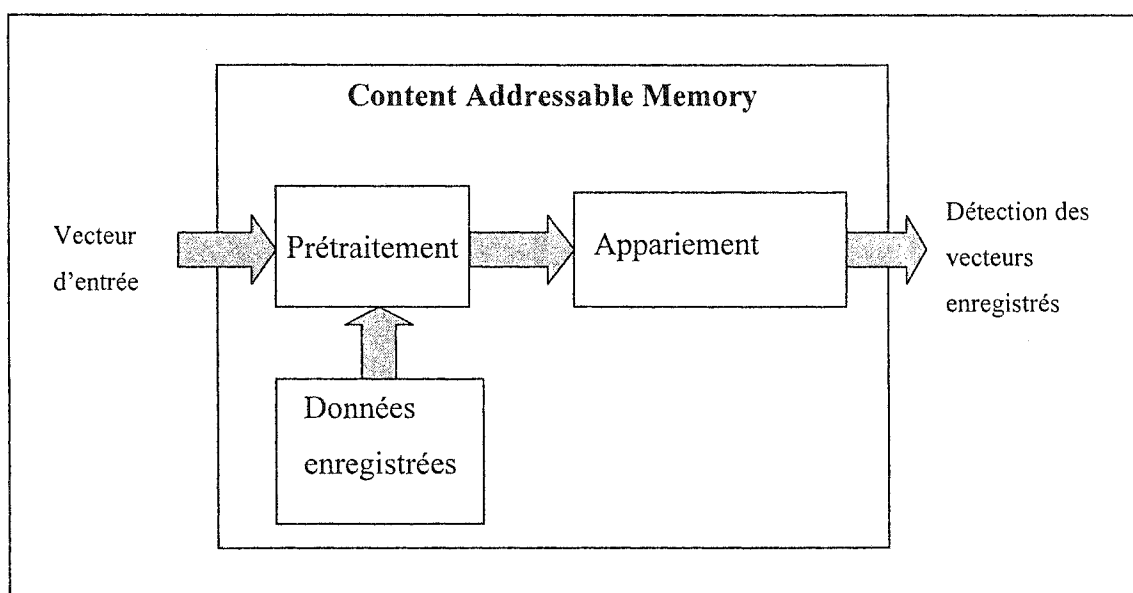 Content Addressable Memory
Vecteur
d'entrée
Prétraitement
Appariement
Détection des
vecteurs
enregistrés
Données
enregistrées